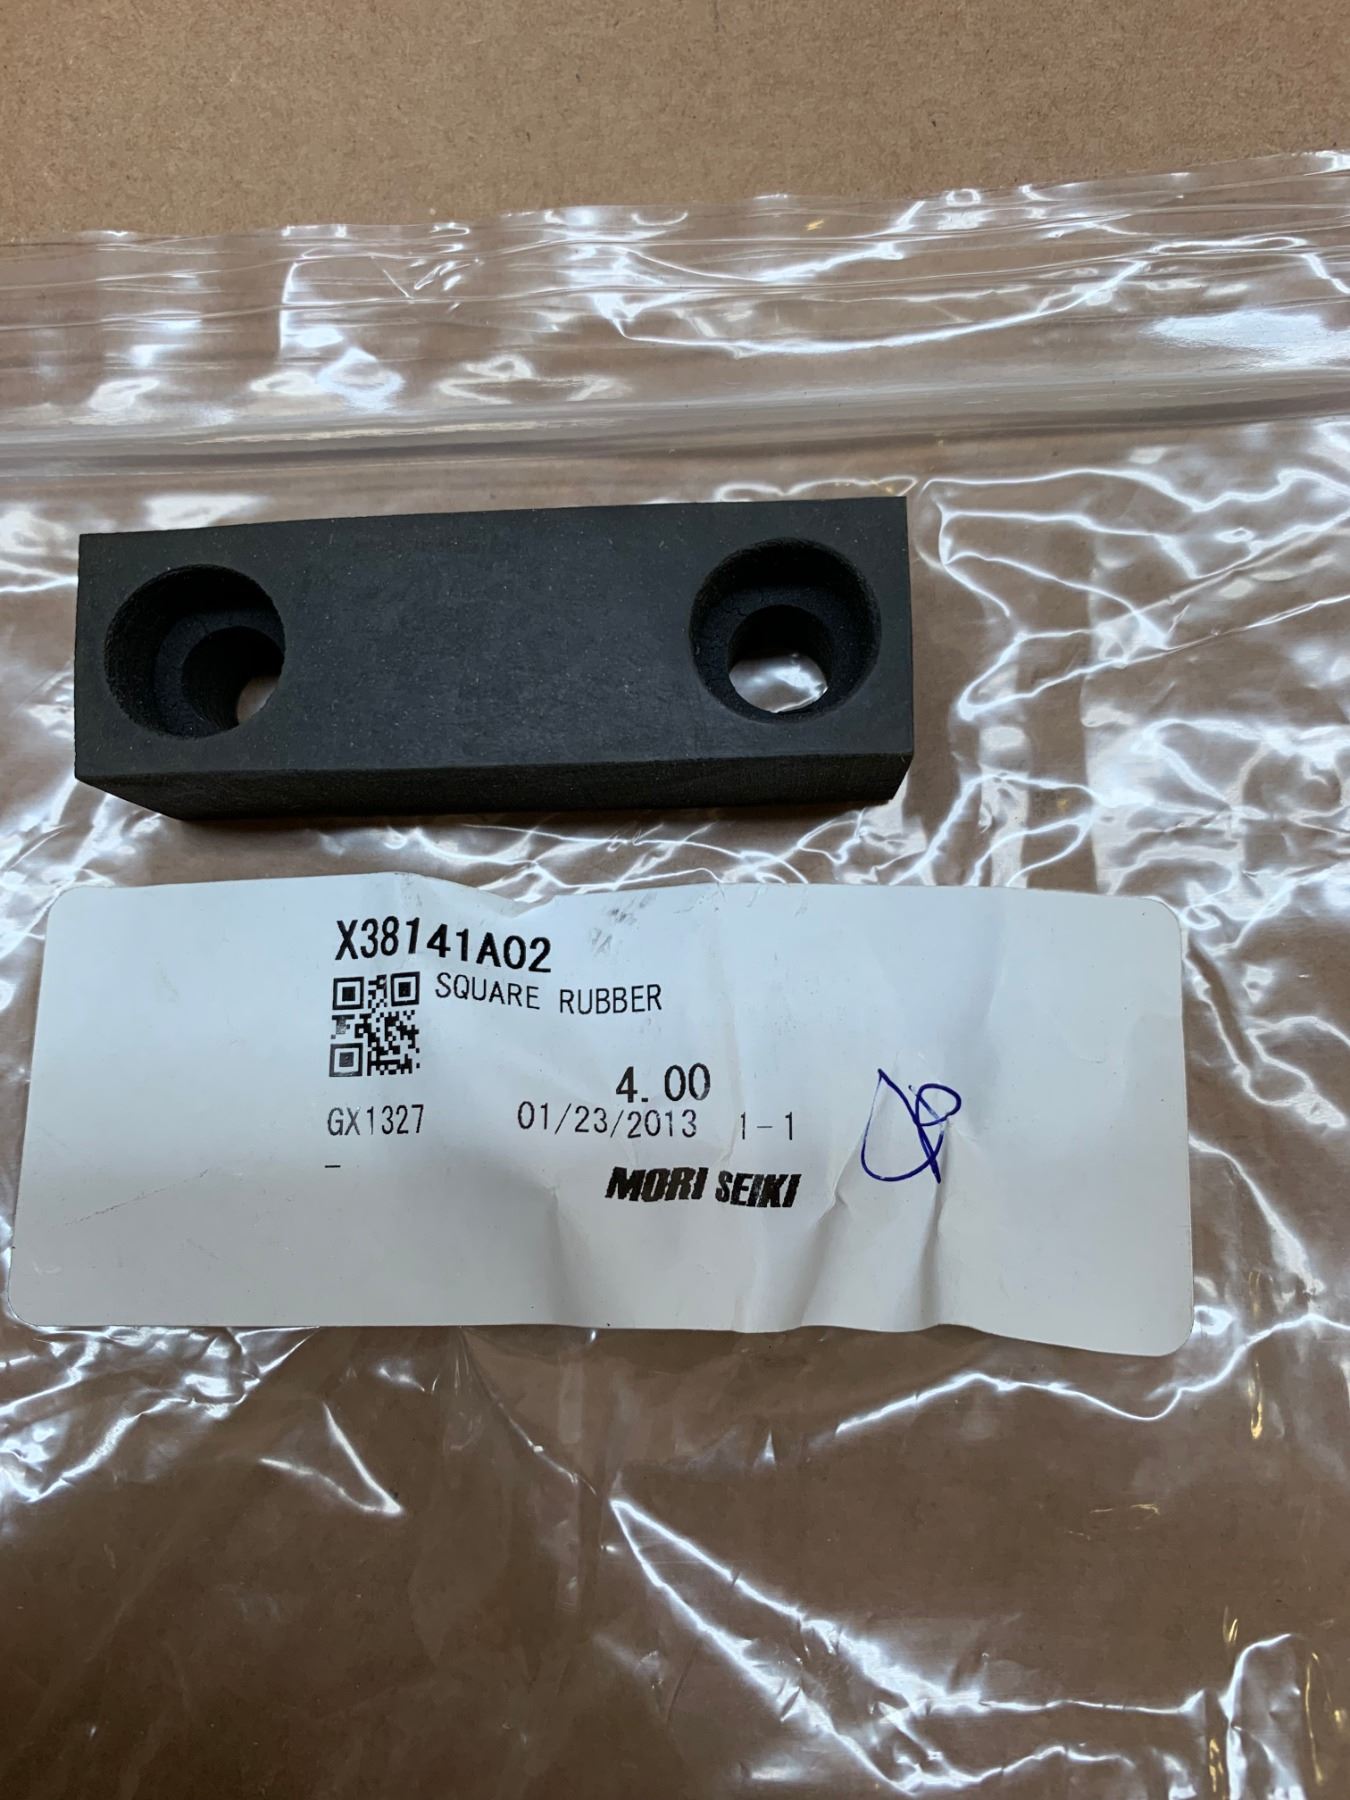 X38141A02
SQUARE RUBBER
4.00
GX1327 01/23/2013 1-1
-
MORI SEIKI